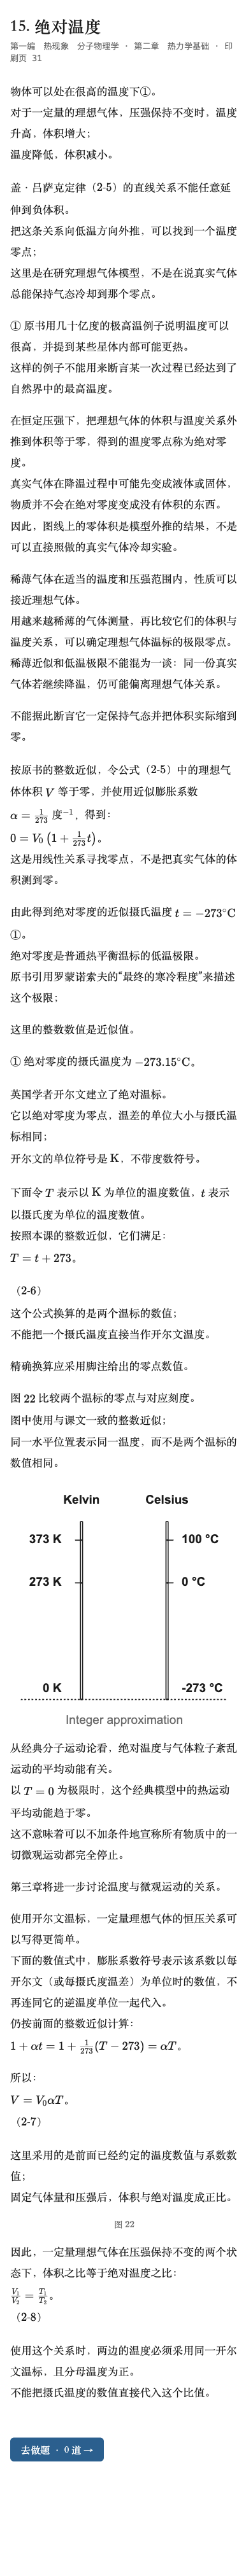 15. 绝对温度
第一编 热现象 分子物理学 · 第二章 热力学基础 · 印
刷页 31
物体可以处在很高的温度下①。
对于一定量的理想气体，压强保持不变时，温度
升高，体积增大；
温度降低，体积减小。
盖·吕萨克定律（2-5）的直线关系不能任意延
伸到负体积。
把这条关系向低温方向外推，可以找到一个温度
零点；
这里是在研究理想气体模型，不是在说真实气体
总能保持气态冷却到那个零点。
① 原书用几十亿度的极高温例子说明温度可以
很高，并提到某些星体内部可能更热。
这样的例子不能用来断言某一次过程已经达到了
自然界中的最高温度。
在恒定压强下，把理想气体的体积与温度关系外
推到体积等于零，得到的温度零点称为绝对零
度。
真实气体在降温过程中可能先变成液体或固体，
物质并不会在绝对零度变成没有体积的东西。
因此，图线上的零体积是模型外推的结果，不是
可以直接照做的真实气体冷却实验。
稀薄气体在适当的温度和压强范围内，性质可以
接近理想气体。
用越来越稀薄的气体测量，再比较它们的体积与
温度关系，可以确定理想气体温标的极限零点。
稀薄近似和低温极限不能混为一谈：同一份真实
气体若继续降温，仍可能偏离理想气体关系。
不能据此断言它一定保持气态并把体积实际缩到
零。
按原书的整数近似，令公式（2-5）中的理想气
体体积 V 等于零，并使用近似膨胀系数
α = 1/273 度⁻¹，得到：
0 = V₀ (1 + 1/273 t)。
这是用线性关系寻找零点，不是把真实气体的体
积测到零。
由此得到绝对零度的近似摄氏温度 t = −273°C
①。
绝对零度是普通热平衡温标的低温极限。
原书引用罗蒙诺索夫的“最终的寒冷程度”来描述
这个极限；
这里的整数数值是近似值。
① 绝对零度的摄氏温度为 −273.15°C。
英国学者开尔文建立了绝对温标。
它以绝对零度为零点，温差的单位大小与摄氏温
标相同；
开尔文的单位符号是 K，不带度数符号。
下面令 T 表示以 K 为单位的温度数值，t 表示
以摄氏度为单位的温度数值。
按照本课的整数近似，它们满足：
T = t + 273。
（2-6）
这个公式换算的是两个温标的数值；
不能把一个摄氏温度直接当作开尔文温度。
精确换算应采用脚注给出的零点数值。
图 22 比较两个温标的零点与对应刻度。
图中使用与课文一致的整数近似；
同一水平位置表示同一温度，而不是两个温标的
数值相同。
Kelvin Celsius
373 K 100 °C
273 K 0 °C
0 K -273 °C
Integer approximation
从经典分子运动论看，绝对温度与气体粒子紊乱
运动的平均动能有关。
以 T = 0 为极限时，这个经典模型中的热运动
平均动能趋于零。
这不意味着可以不加条件地宣称所有物质中的一
切微观运动都完全停止。
第三章将进一步讨论温度与微观运动的关系。
使用开尔文温标，一定量理想气体的恒压关系可
以写得更简单。
下面的数值式中，膨胀系数符号表示该系数以每
开尔文（或每摄氏度温差）为单位时的数值，不
再连同它的逆温度单位一起代入。
仍按前面的整数近似计算：
1 + αt = 1 + 1/273 (T − 273) = αT。
所以：
V = V₀αT。
（2-7）
这里采用的是前面已经约定的温度数值与系数数
值；
固定气体量和压强后，体积与绝对温度成正比。
图 22
因此，一定量理想气体在压强保持不变的两个状
态下，体积之比等于绝对温度之比：
V₁/V₂ = T₁/T₂。
（2-8）
使用这个关系时，两边的温度必须采用同一开尔
文温标，且分母温度为正。
不能把摄氏温度的数值直接代入这个比值。
去做题 · 0 道 →